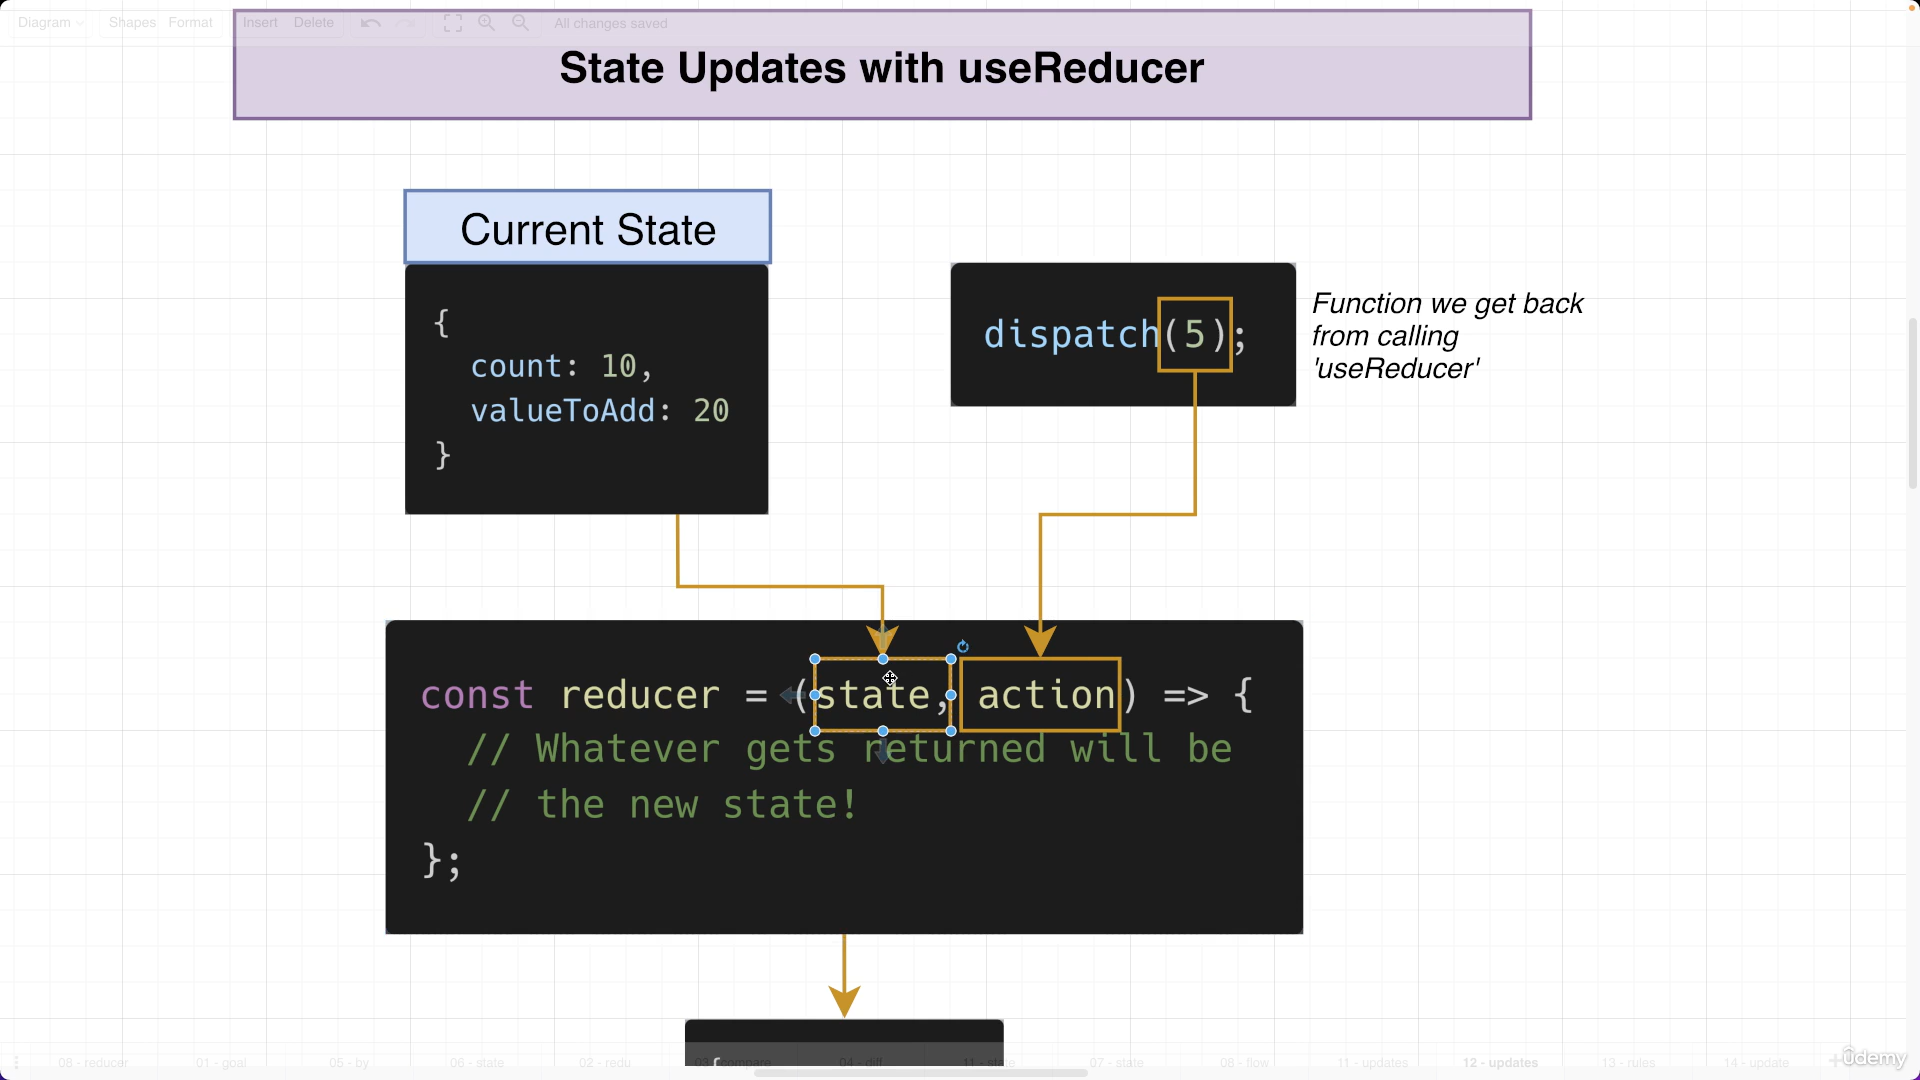 Diagram Shapes Format Insert Delete All changes saved
State Updates with useReducer
Current State
{
count: 10,
valueToAdd: 20
}
dispatch(5);
Function we get back
from calling
'useReducer'
const reducer = (state, action) => {
// Whatever gets returned will be
// the new state!
};
{
08 - reducer 01 - goal 05 - by 06 - state 02 - redu 03 - compare 04 - diff 11 - state 07 - state 08 - flow 11 - updates 12 - updates 13 - rules 14 - update
ûdemy